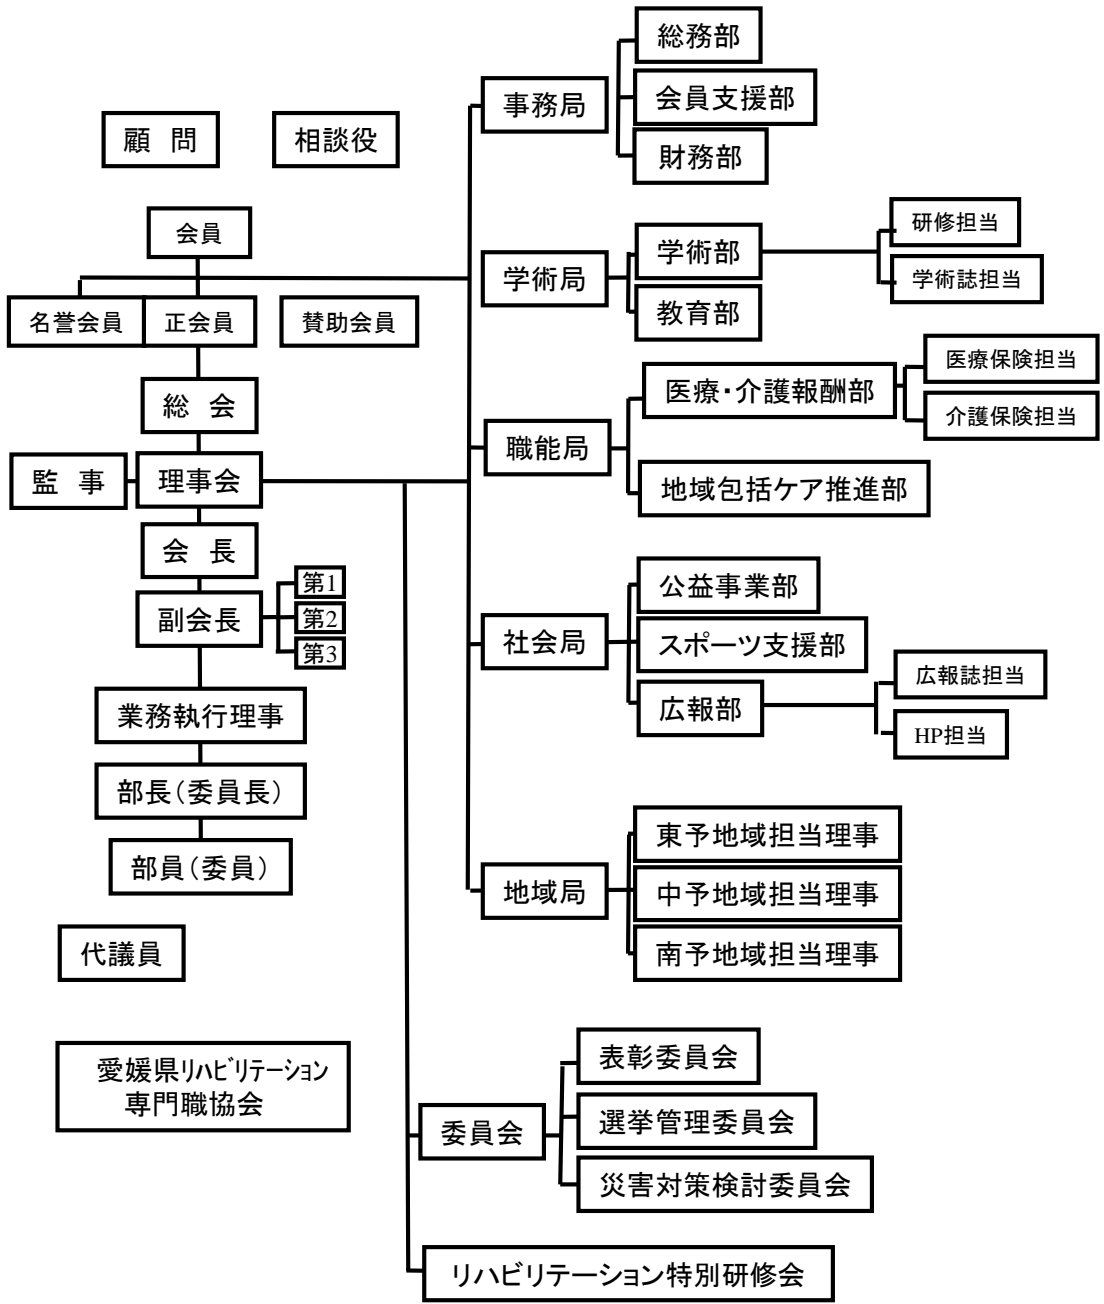 顧　問
相談役
会員
名誉会員
正会員
賛助会員
総　会
監　事
理事会
会　長
副会長
第1
第2
第3
業務執行理事
部長（委員長）
部員（委員）
代議員
愛媛県ﾘﾊﾋﾞﾘﾃｰｼｮﾝ
専門職協会
事務局
総務部
会員支援部
財務部
学術局
学術部
研修担当
学術誌担当
教育部
職能局
医療・介護報酬部
医療保険担当
介護保険担当
地域包括ケア推進部
社会局
公益事業部
スポーツ支援部
広報部
広報誌担当
HP担当
地域局
東予地域担当理事
中予地域担当理事
南予地域担当理事
委員会
表彰委員会
選挙管理委員会
災害対策検討委員会
リハビリテーション特別研修会